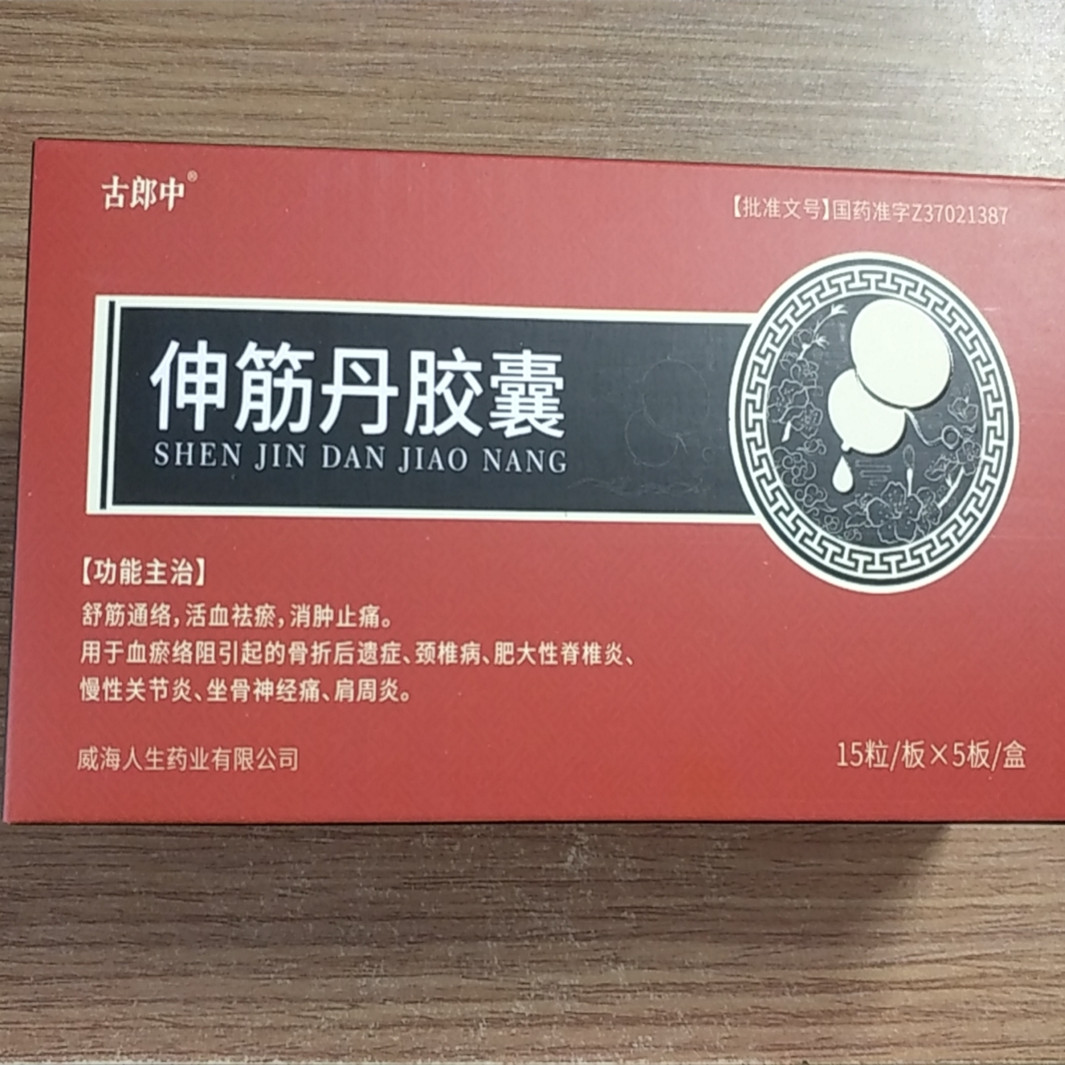 古郎中®
【批准文号】国药准字Z37021387
伸筋丹胶囊
SHEN JIN DAN JIAO NANG
【功能主治】
舒筋通络,活血祛瘀,消肿止痛。
用于血瘀络阻引起的骨折后遗症、颈椎病、肥大性脊椎炎、
慢性关节炎、坐骨神经痛、肩周炎。
威海人生药业有限公司
15粒/板×5板/盒